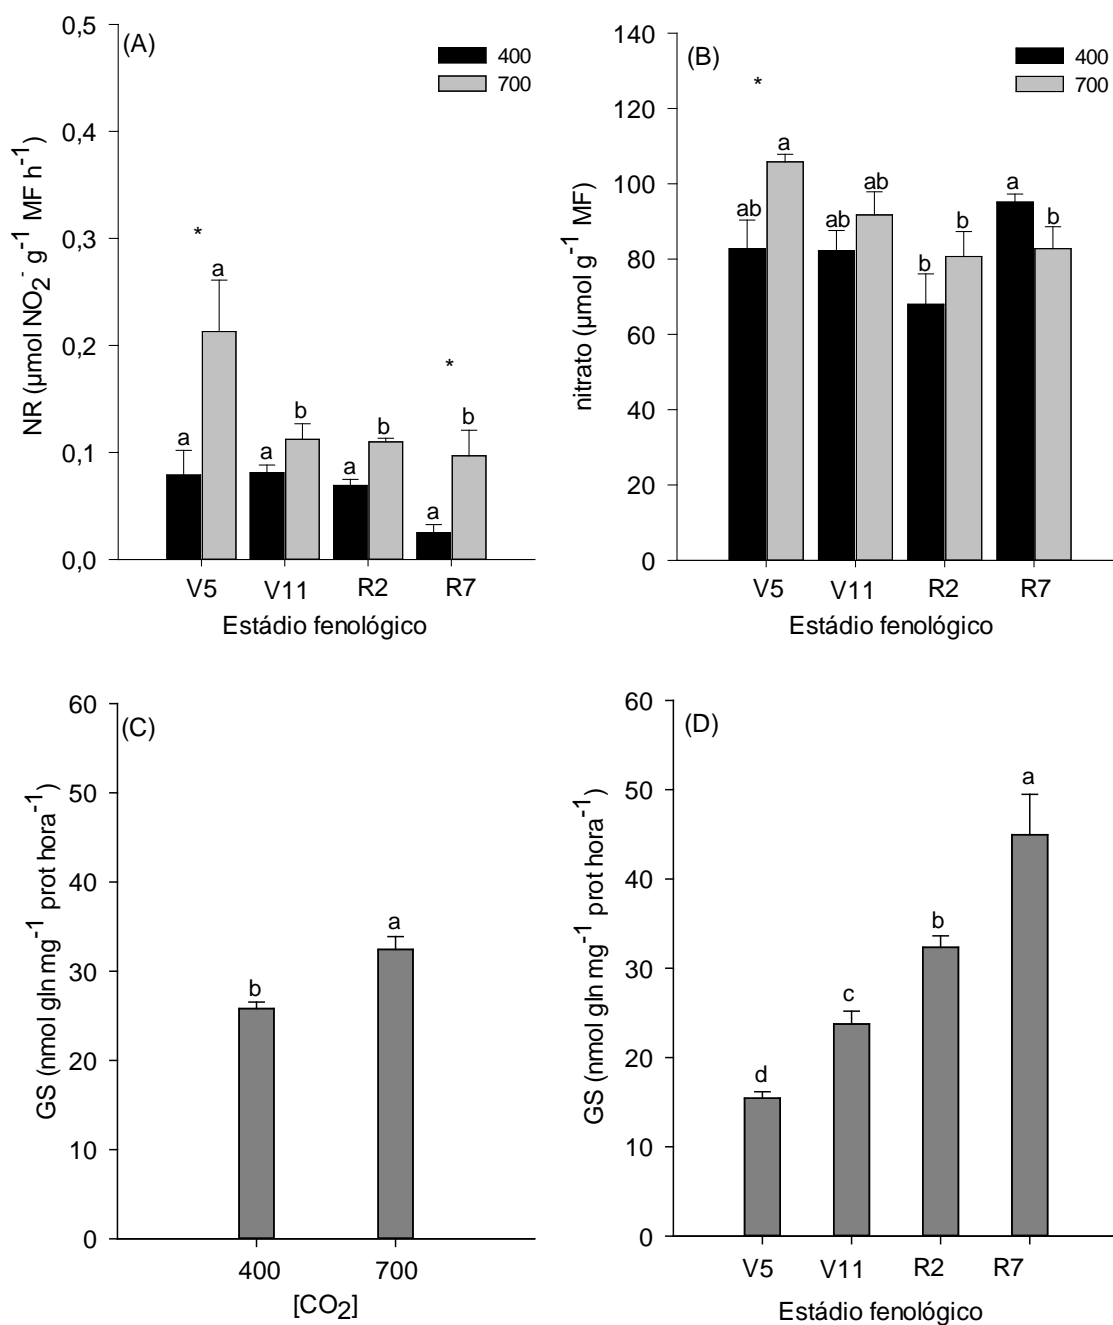 (A)
400
700
0,5
0,4
0,3
0,2
0,1
0,0
NR (µmol NO₂⁻ g⁻¹ MF h⁻¹)
*
a
a
a
b
a
b
*
a
b
V5 V11 R2 R7
Estádio fenológico
(B)
400
700
140
120
100
80
60
40
20
0
nitrato (µmol g⁻¹ MF)
*
ab
a
ab
ab
b
b
a
b
V5 V11 R2 R7
Estádio fenológico
(C)
60
50
40
30
20
10
0
GS (nmol gln mg⁻¹ prot hora⁻¹)
b
a
400 700
[CO₂]
(D)
60
50
40
30
20
10
0
GS (nmol gln mg⁻¹ prot hora⁻¹)
d
c
b
a
V5 V11 R2 R7
Estádio fenológico